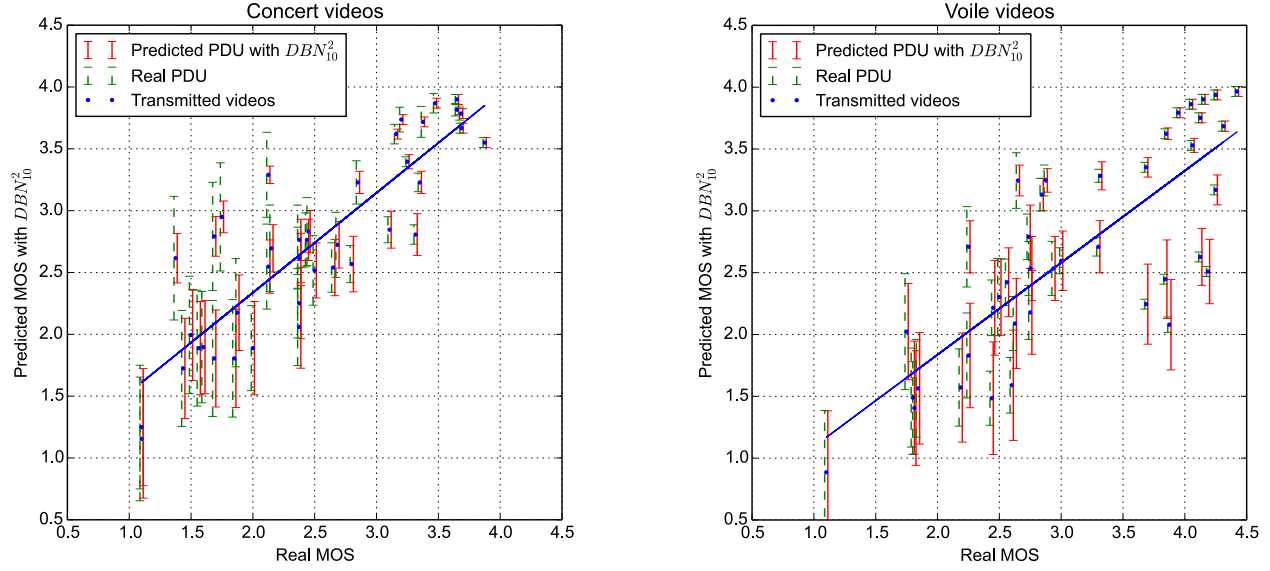 Concert videos
4.5
4.0
3.5
3.0
2.5
2.0
1.5
1.0
0.5
Predicted MOS with $DBN_{10}^{2}$
Predicted PDU with $DBN_{10}^{2}$
Real PDU
Transmitted videos
0.5 1.0 1.5 2.0 2.5 3.0 3.5 4.0 4.5
Real MOS
Voile videos
4.5
4.0
3.5
3.0
2.5
2.0
1.5
1.0
0.5
Predicted MOS with $DBN_{10}^{2}$
Predicted PDU with $DBN_{10}^{2}$
Real PDU
Transmitted videos
0.5 1.0 1.5 2.0 2.5 3.0 3.5 4.0 4.5
Real MOS